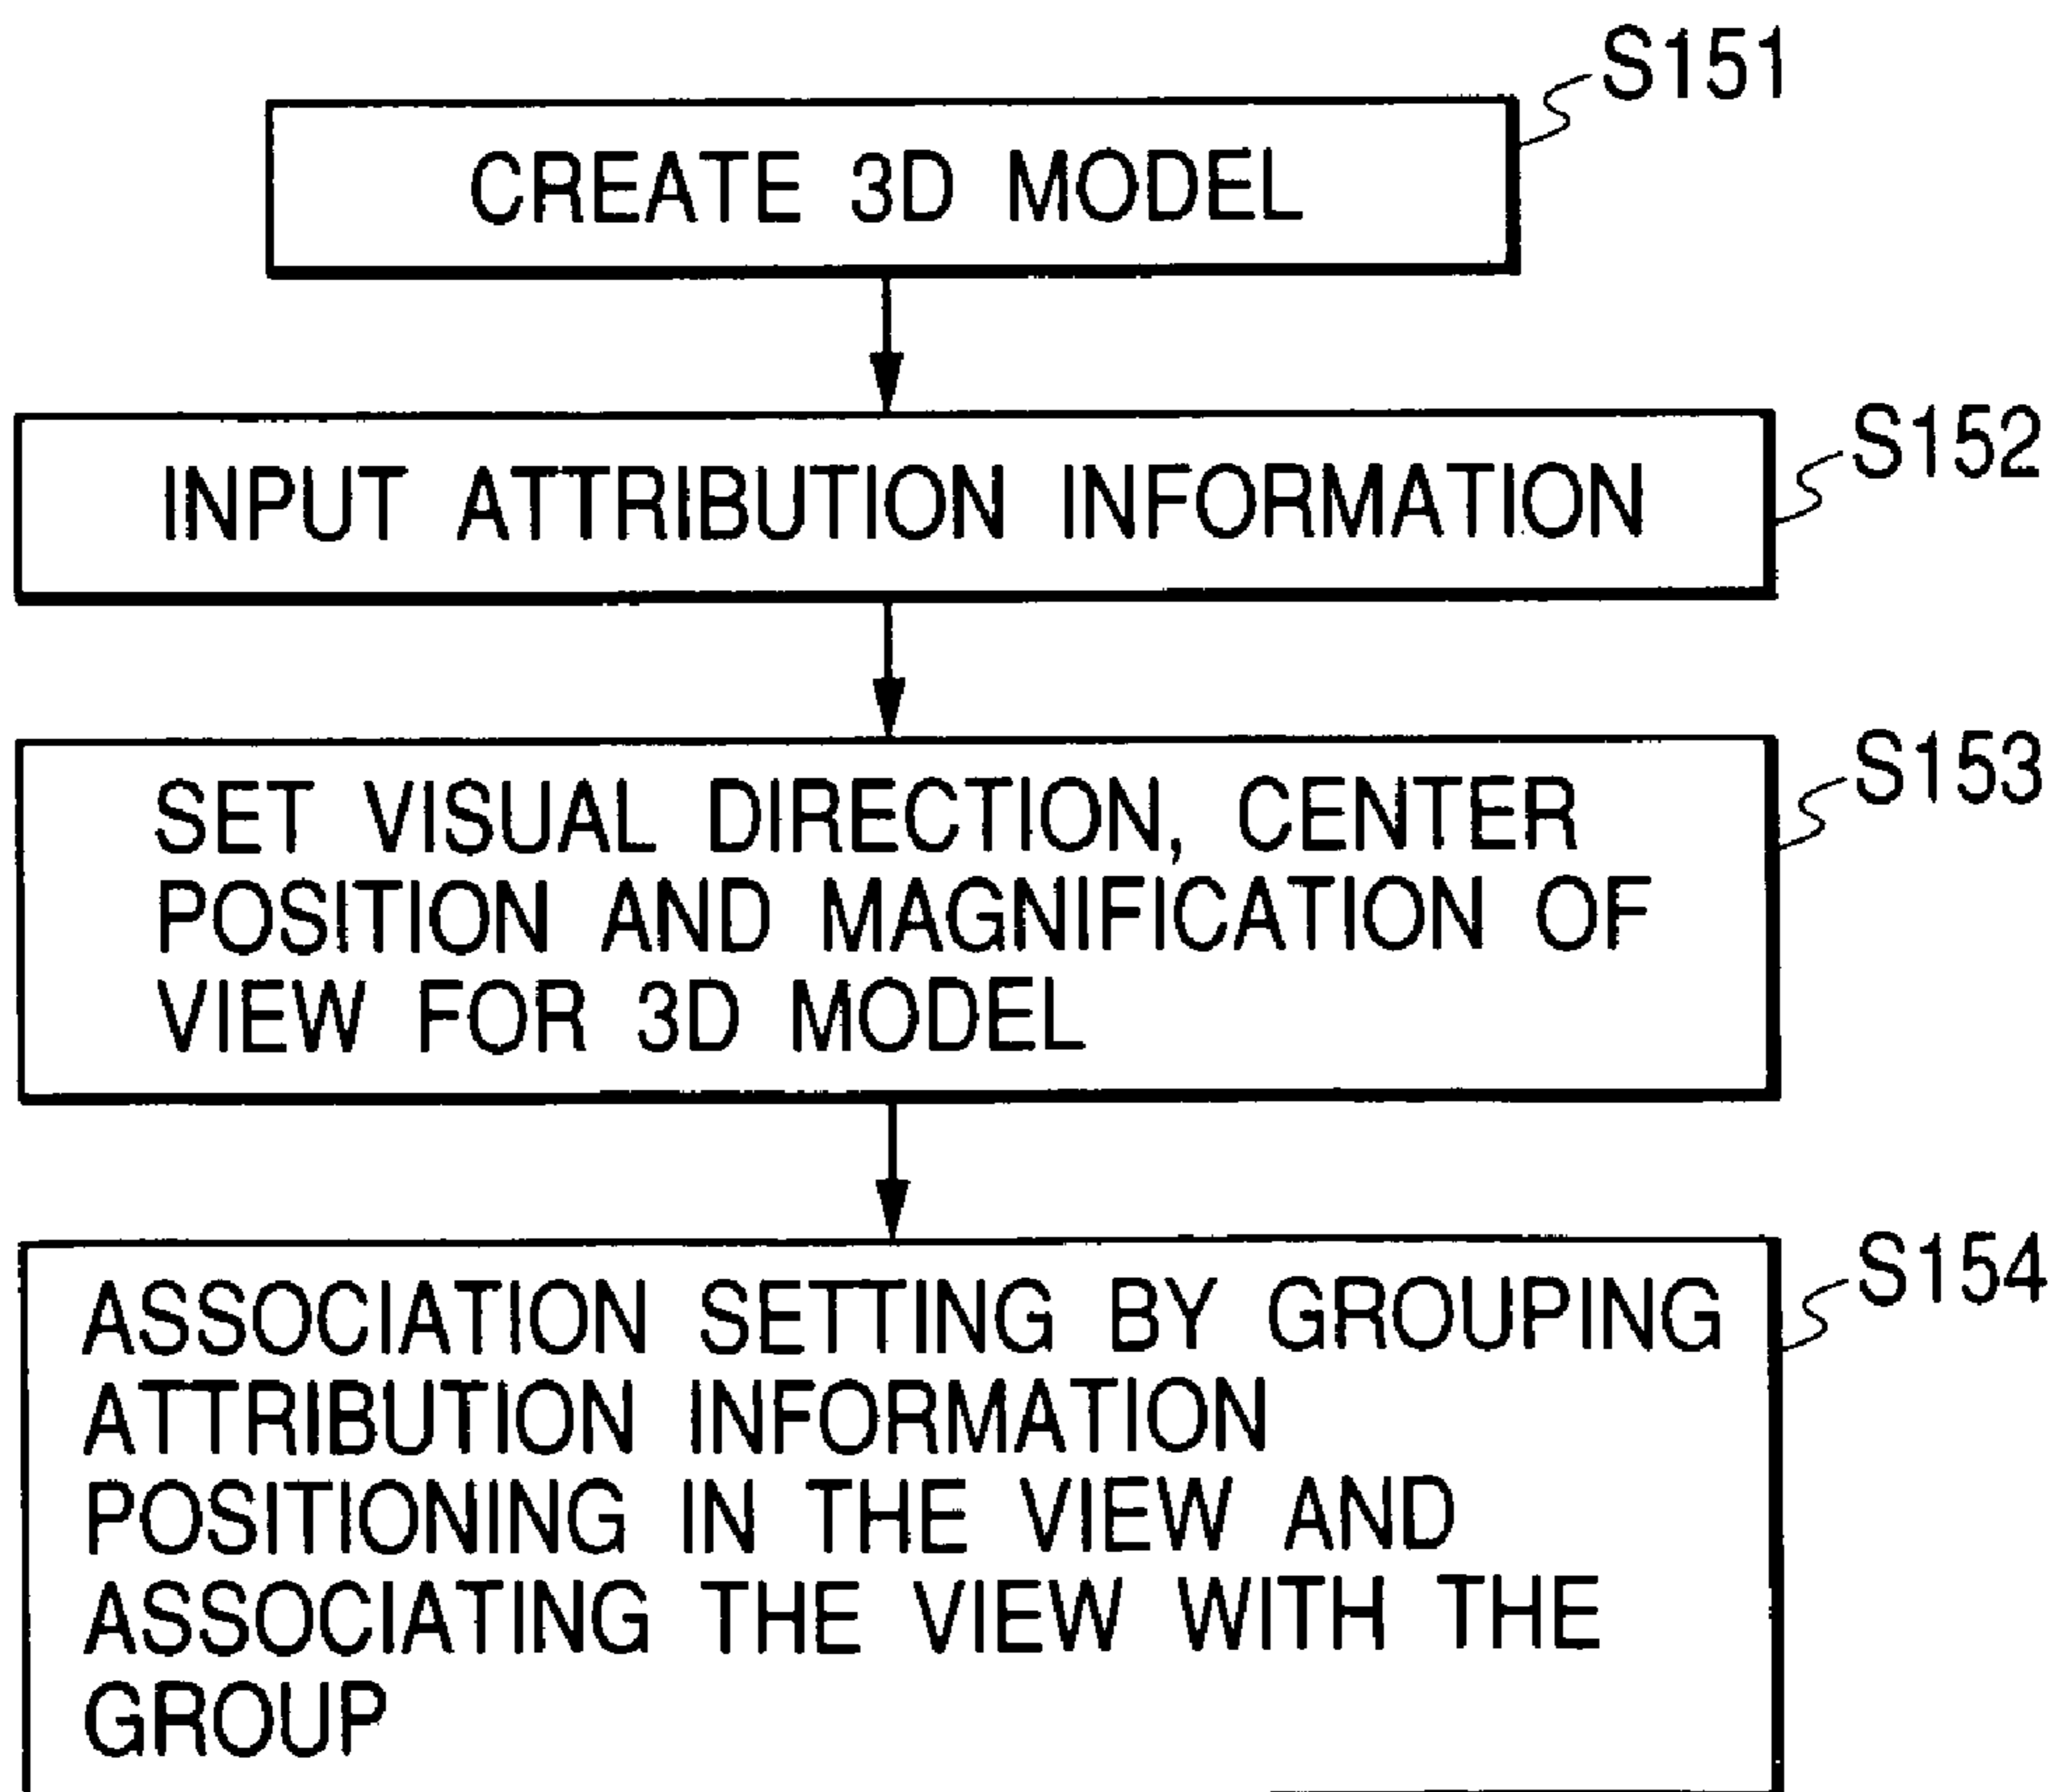 S151
CREATE 3D MODEL
S152
INPUT ATTRIBUTION INFORMATION
S153
SET VISUAL DIRECTION, CENTER
POSITION AND MAGNIFICATION OF
VIEW FOR 3D MODEL
S154
ASSOCIATION SETTING BY GROUPING
ATTRIBUTION INFORMATION
POSITIONING IN THE VIEW AND
ASSOCIATING THE VIEW WITH THE
GROUP